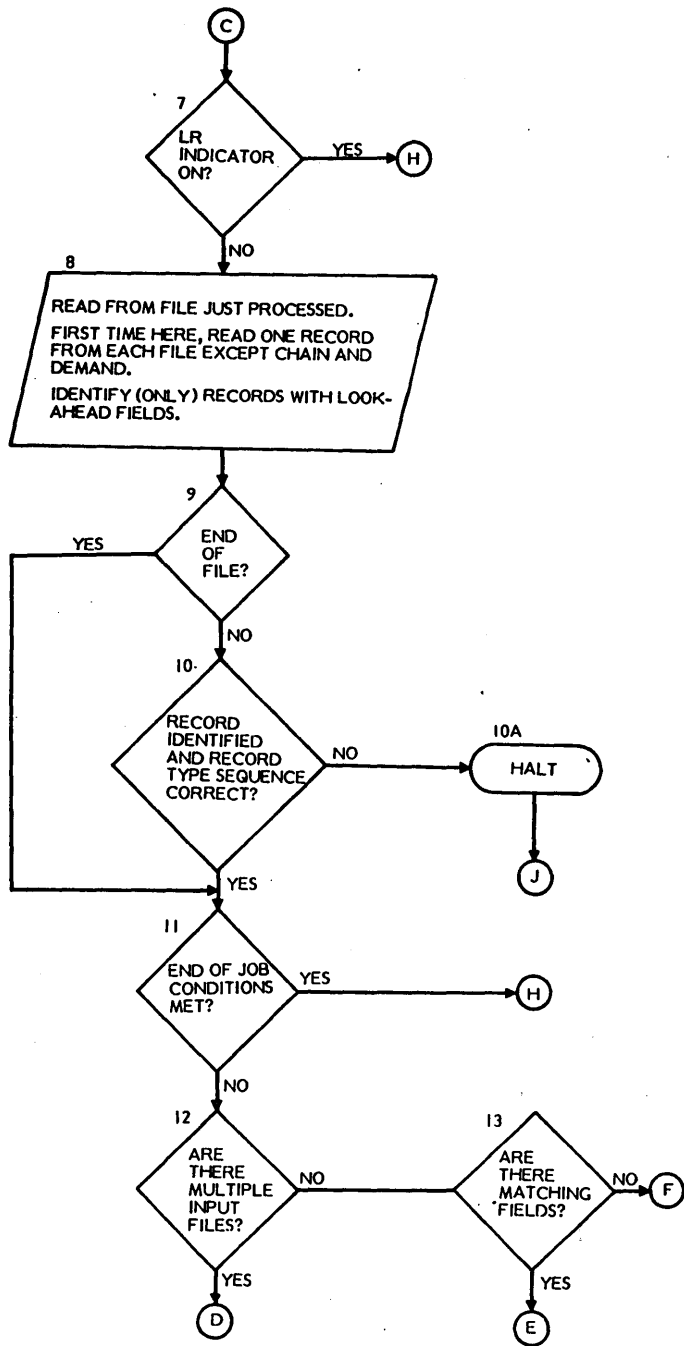 C
7
LR
INDICATOR
ON?
YES
H
NO
8
READ FROM FILE JUST PROCESSED.
FIRST TIME HERE, READ ONE RECORD
FROM EACH FILE EXCEPT CHAIN AND
DEMAND.
IDENTIFY (ONLY) RECORDS WITH LOOK-
AHEAD FIELDS.
9
END
OF
FILE?
YES
NO
10
RECORD
IDENTIFIED
AND RECORD
TYPE SEQUENCE
CORRECT?
NO
10A
HALT
J
YES
11
END OF JOB
CONDITIONS
MET?
YES
H
NO
12
ARE
THERE
MULTIPLE
INPUT
FILES?
NO
13
ARE
THERE
MATCHING
FIELDS?
NO
F
YES
D
YES
E